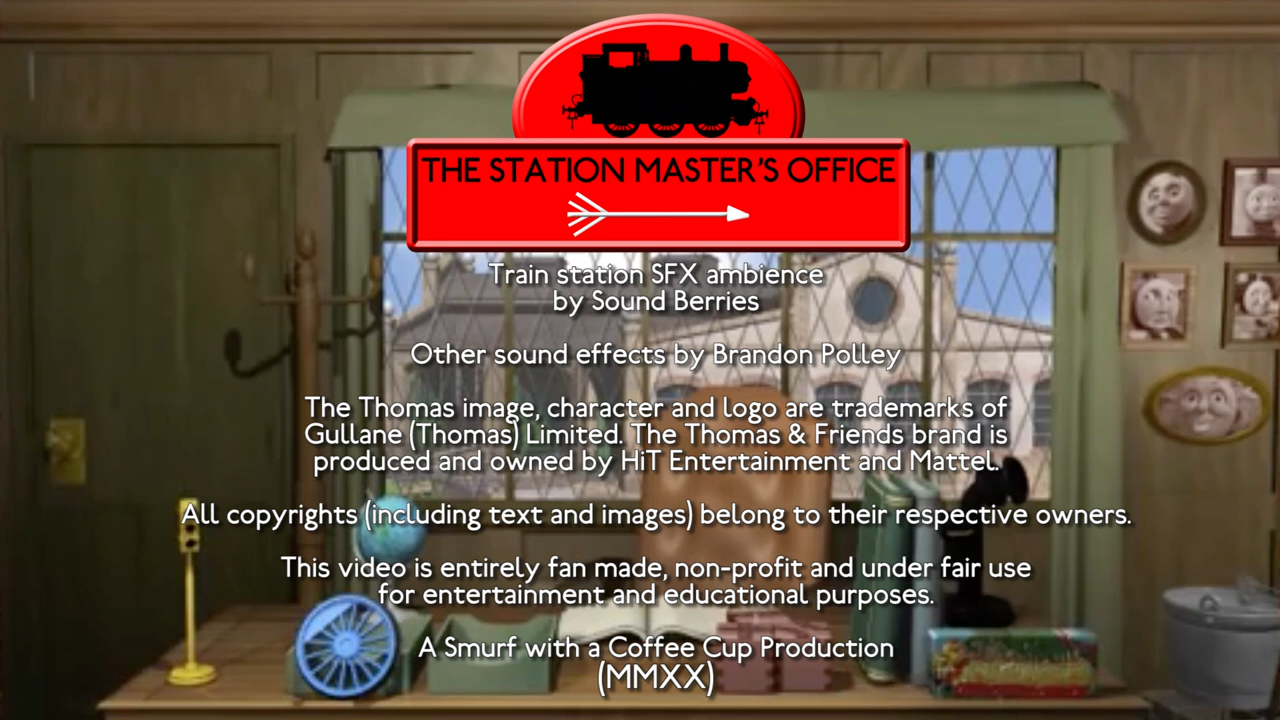 THE STATION MASTER'S OFFICE
Train station SFX ambience
by Sound Berries
Other sound effects by Brandon Polley
The Thomas image, character and logo are trademarks of
Gullane (Thomas) Limited. The Thomas & Friends brand is
produced and owned by HiT Entertainment and Mattel.
All copyrights (including text and images) belong to their respective owners.
This video is entirely fan made, non-profit and under fair use
for entertainment and educational purposes.
A Smurf with a Coffee Cup Production
(MMXX)